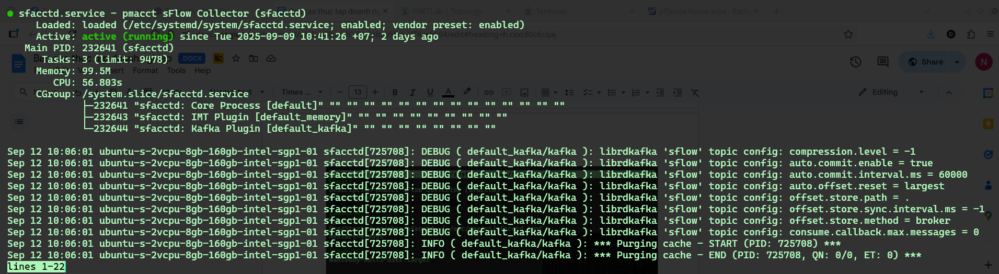 ● sfacctd.service - pmacct sFlow Collector (sfacctd)
Loaded: loaded (/etc/systemd/system/sfacctd.service; enabled; vendor preset: enabled)
Active: active (running) since Tue 2025-09-09 10:41:26 +07; 2 days ago
Main PID: 232641 (sfacctd)
Tasks: 3 (limit: 9478)
Memory: 99.5M
CPU: 56.803s
CGroup: /system.slice/sfacctd.service
├─232641 "sfacctd: Core Process [default]" "" "" "" "" "" "" "" "" "" "" "" "" "" ""
├─232643 "sfacctd: IMT Plugin [default_memory]" "" "" "" "" "" "" "" "" ""
└─232644 "sfacctd: Kafka Plugin [default_kafka]" "" "" "" "" "" "" "" ""
Sep 12 10:06:01 ubuntu-s-2vcpu-8gb-160gb-intel-sgp1-01 sfacctd[725708]: DEBUG ( default_kafka/kafka ): librdkafka 'sflow' topic config: compression.level = -1
Sep 12 10:06:01 ubuntu-s-2vcpu-8gb-160gb-intel-sgp1-01 sfacctd[725708]: DEBUG ( default_kafka/kafka ): librdkafka 'sflow' topic config: auto.commit.enable = true
Sep 12 10:06:01 ubuntu-s-2vcpu-8gb-160gb-intel-sgp1-01 sfacctd[725708]: DEBUG ( default_kafka/kafka ): librdkafka 'sflow' topic config: auto.commit.interval.ms = 60000
Sep 12 10:06:01 ubuntu-s-2vcpu-8gb-160gb-intel-sgp1-01 sfacctd[725708]: DEBUG ( default_kafka/kafka ): librdkafka 'sflow' topic config: auto.offset.reset = largest
Sep 12 10:06:01 ubuntu-s-2vcpu-8gb-160gb-intel-sgp1-01 sfacctd[725708]: DEBUG ( default_kafka/kafka ): librdkafka 'sflow' topic config: offset.store.path = .
Sep 12 10:06:01 ubuntu-s-2vcpu-8gb-160gb-intel-sgp1-01 sfacctd[725708]: DEBUG ( default_kafka/kafka ): librdkafka 'sflow' topic config: offset.store.sync.interval.ms = -1
Sep 12 10:06:01 ubuntu-s-2vcpu-8gb-160gb-intel-sgp1-01 sfacctd[725708]: DEBUG ( default_kafka/kafka ): librdkafka 'sflow' topic config: offset.store.method = broker
Sep 12 10:06:01 ubuntu-s-2vcpu-8gb-160gb-intel-sgp1-01 sfacctd[725708]: DEBUG ( default_kafka/kafka ): librdkafka 'sflow' topic config: consume.callback.max.messages = 0
Sep 12 10:06:01 ubuntu-s-2vcpu-8gb-160gb-intel-sgp1-01 sfacctd[725708]: INFO ( default_kafka/kafka ): *** Purging cache - START (PID: 725708) ***
Sep 12 10:06:01 ubuntu-s-2vcpu-8gb-160gb-intel-sgp1-01 sfacctd[725708]: INFO ( default_kafka/kafka ): *** Purging cache - END (PID: 725708, QN: 0/0, ET: 0) ***
lines 1-22
cao thuc tap doanh ng
PNETLab | Topology
Terminal
pfSense.home.arpa - Pack
94/edit#heading=h.rxxc80c6cqaj
.DOCX
Format Tools Help
Share
N
Times ...
13
B I U A
Editing